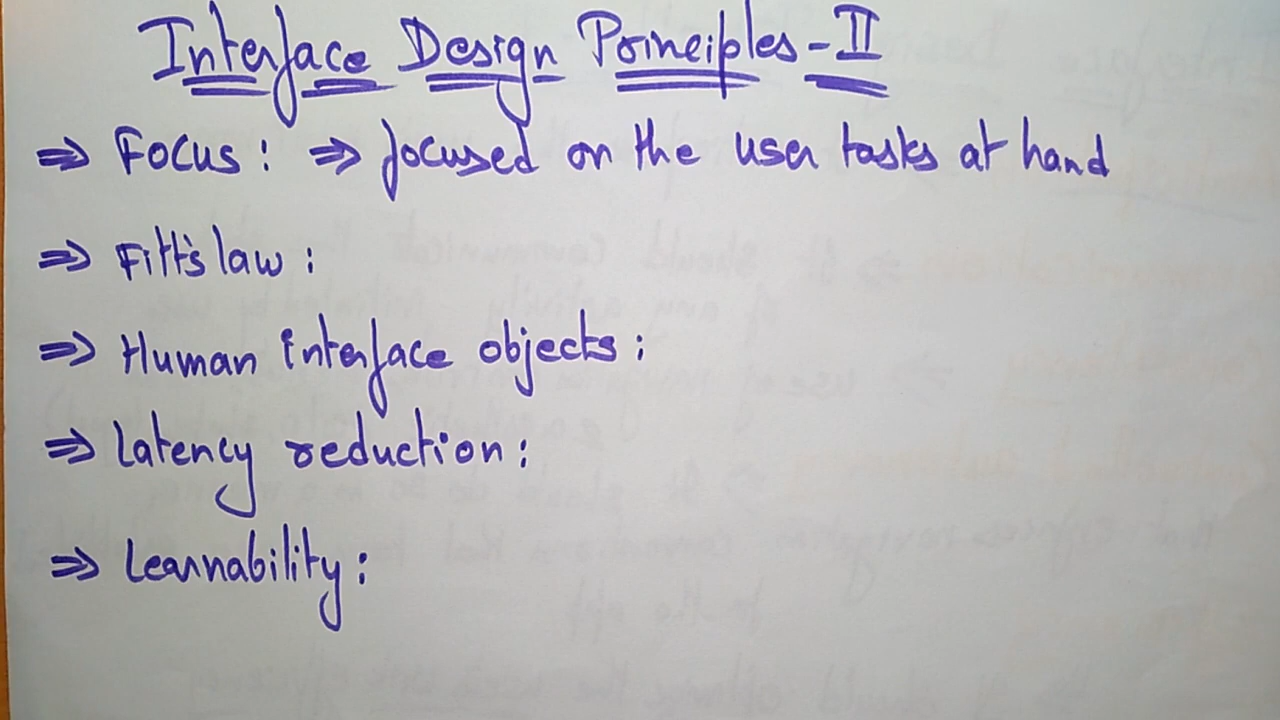 Interface Design Principles - II
⇒ Focus : ⇒ focused on the user tasks at hand
⇒ Fitt's law :
⇒ Human interface objects :
⇒ Latency reduction :
⇒ Learnability :